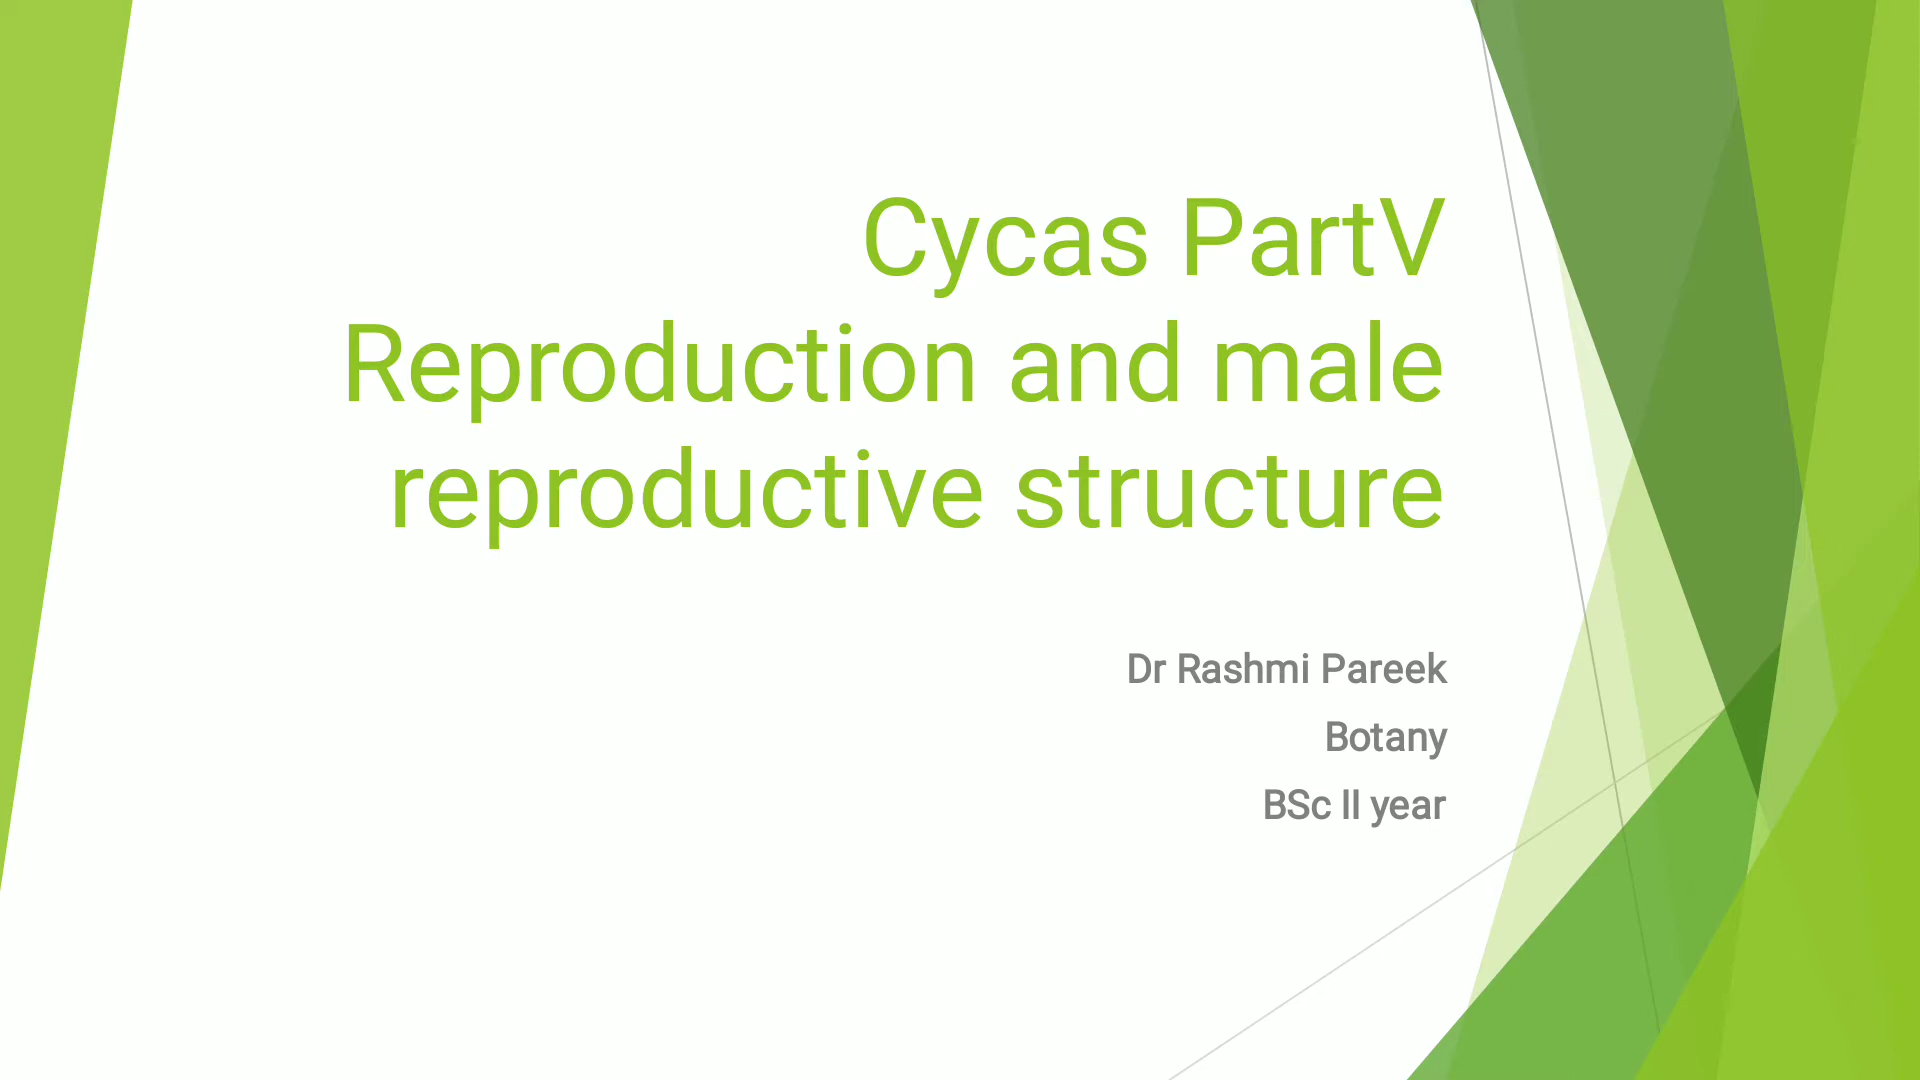 Cycas PartV
Reproduction and male
reproductive structure
Dr Rashmi Pareek
Botany
BSc II year